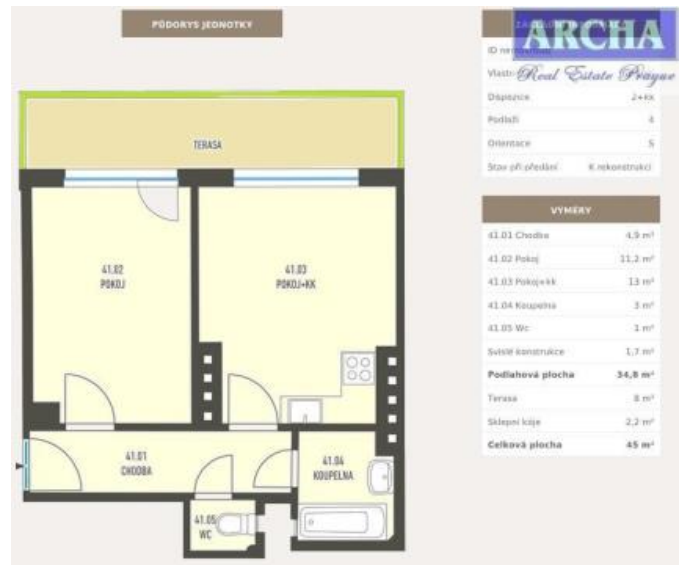 PŮDORYS JEDNOTKY
ARCHA
Real Estate Prague
ID
Dispozice 2+kk
Podlaží 4
Orientace S
Stav při předání K rekonstrukci
TERASA
41.02
POKOJ
41.03
POKOJ+KK
41.01
CHODBA
41.04
KOUPELNA
41.05
WC
VÝMĚRY
41.01 Chodba 4,9 m²
41.02 Pokoj 11,2 m²
41.03 Pokoj+kk 13 m²
41.04 Koupelna 3 m²
41.05 Wc 1 m²
Svislé konstrukce 1,7 m²
Podlahová plocha 34,8 m²
Terasa 8 m²
Sklepní kóje 2,2 m²
Celková plocha 45 m²